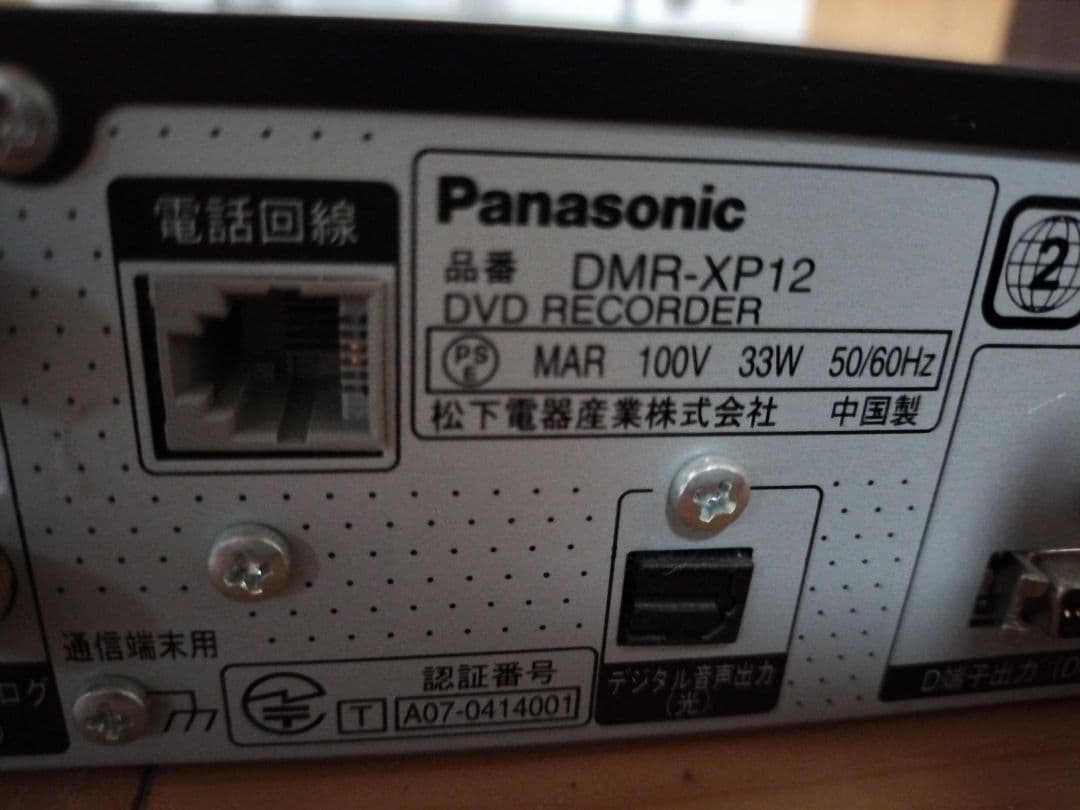 電話回線
Panasonic
品番 DMR-XP12
DVD RECORDER
PS
E
MAR 100V 33W 50/60Hz
松下電器産業株式会社 中国製
2
通信端末用
認証番号
T A07-0414001
デジタル音声出力
(光)
D端子出力 (D
ログ